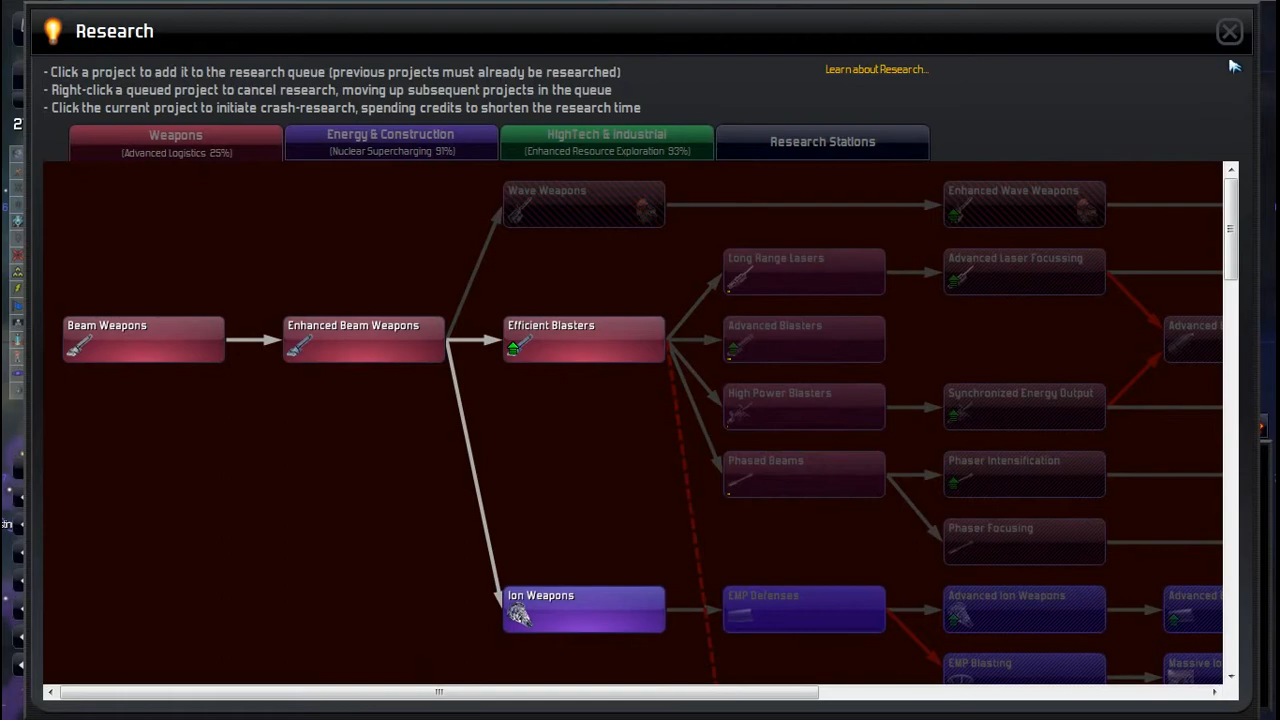 Research
- Click a project to add it to the research queue (previous projects must already be researched)
- Right-click a queued project to cancel research, moving up subsequent projects in the queue
- Click the current project to initiate crash-research, spending credits to shorten the research time
Learn about Research...
Weapons
(Advanced Logistics 25%)
Energy & Construction
(Nuclear Supercharging 91%)
HighTech & Industrial
(Enhanced Resource Exploration 93%)
Research Stations
Wave Weapons
Enhanced Wave Weapons
Long Range Lasers
Advanced Laser Focussing
Beam Weapons
Enhanced Beam Weapons
Efficient Blasters
Advanced Blasters
Advanced
High Power Blasters
Synchronized Energy Output
Phased Beams
Phaser Intensification
Phaser Focusing
Ion Weapons
EMP Defenses
Advanced Ion Weapons
Advanced
EMP Blasting
Massive